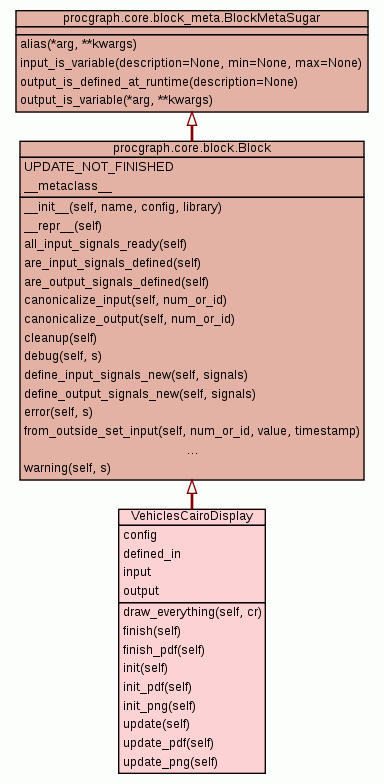 procgraph.core.block_meta.BlockMetaSugar
alias(*arg, **kwargs)
input_is_variable(description=None, min=None, max=None)
output_is_defined_at_runtime(description=None)
output_is_variable(*arg, **kwargs)
procgraph.core.block.Block
UPDATE_NOT_FINISHED
__metaclass__
__init__(self, name, config, library)
__repr__(self)
all_input_signals_ready(self)
are_input_signals_defined(self)
are_output_signals_defined(self)
canonicalize_input(self, num_or_id)
canonicalize_output(self, num_or_id)
cleanup(self)
debug(self, s)
define_input_signals_new(self, signals)
define_output_signals_new(self, signals)
error(self, s)
from_outside_set_input(self, num_or_id, value, timestamp)
...
warning(self, s)
VehiclesCairoDisplay
config
defined_in
input
output
draw_everything(self, cr)
finish(self)
finish_pdf(self)
init(self)
init_pdf(self)
init_png(self)
update(self)
update_pdf(self)
update_png(self)